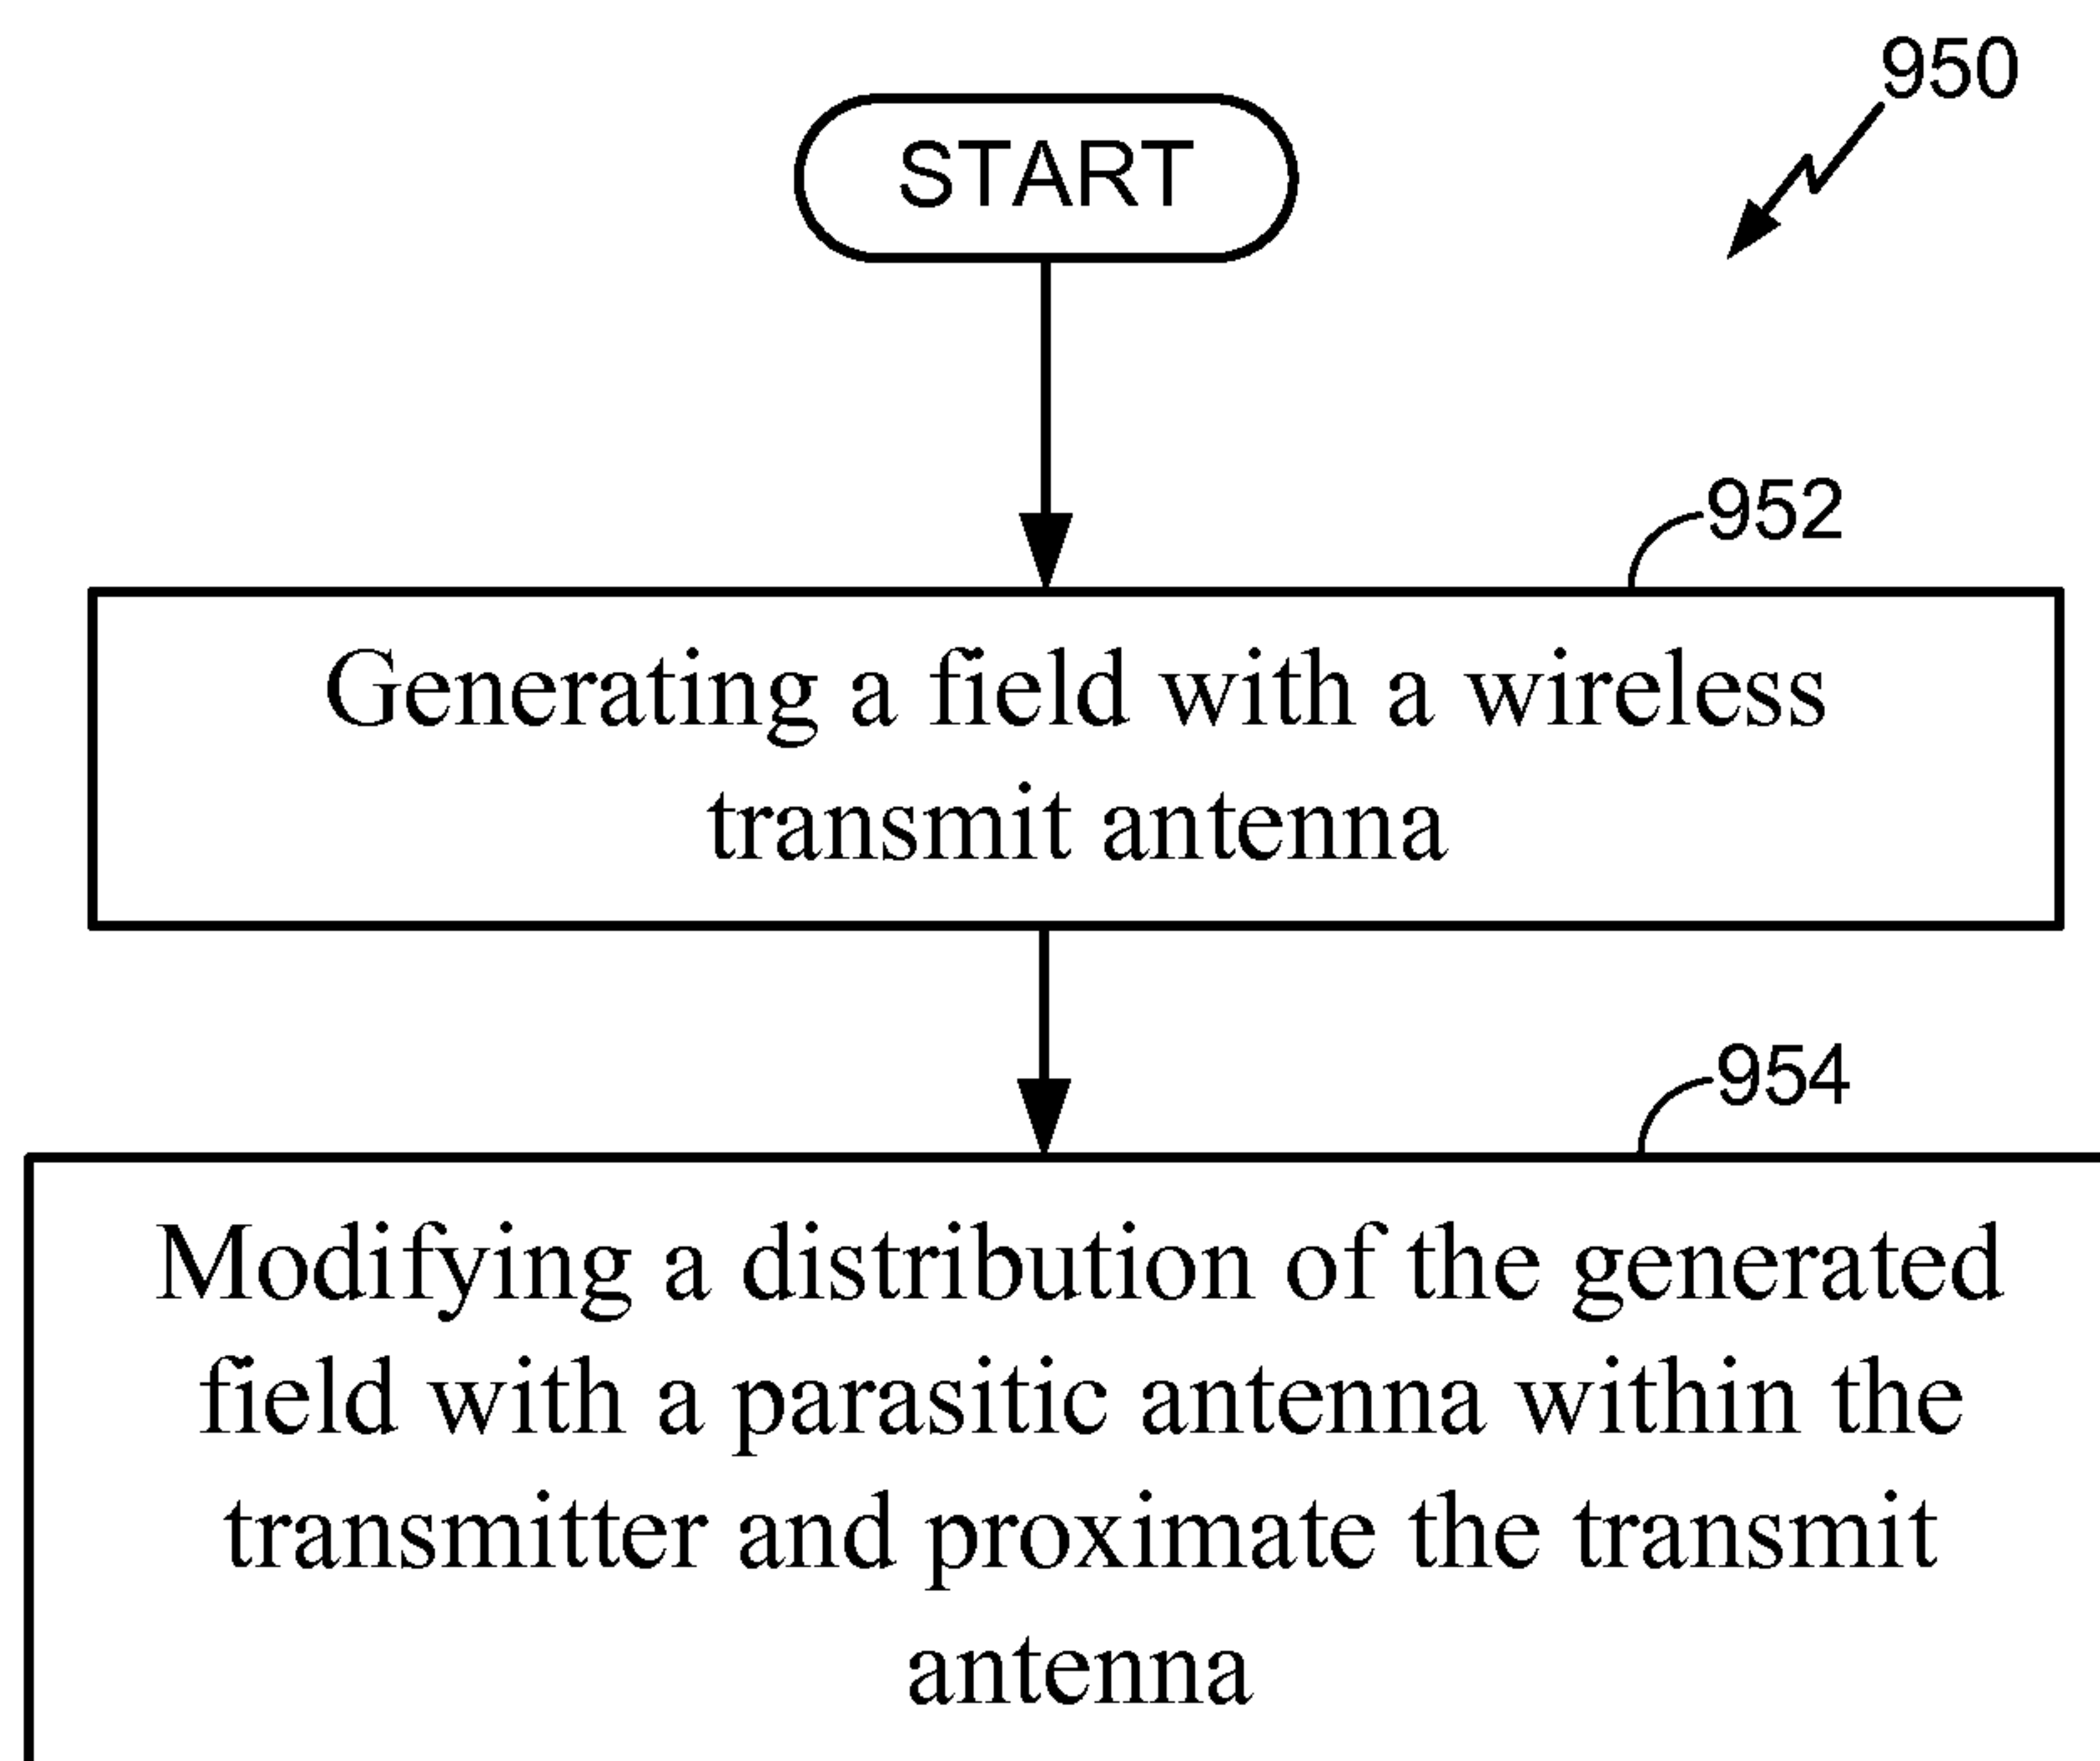 950
START
952
Generating a field with a wireless
transmit antenna
954
Modifying a distribution of the generated
field with a parasitic antenna within the
transmitter and proximate the transmit
antenna